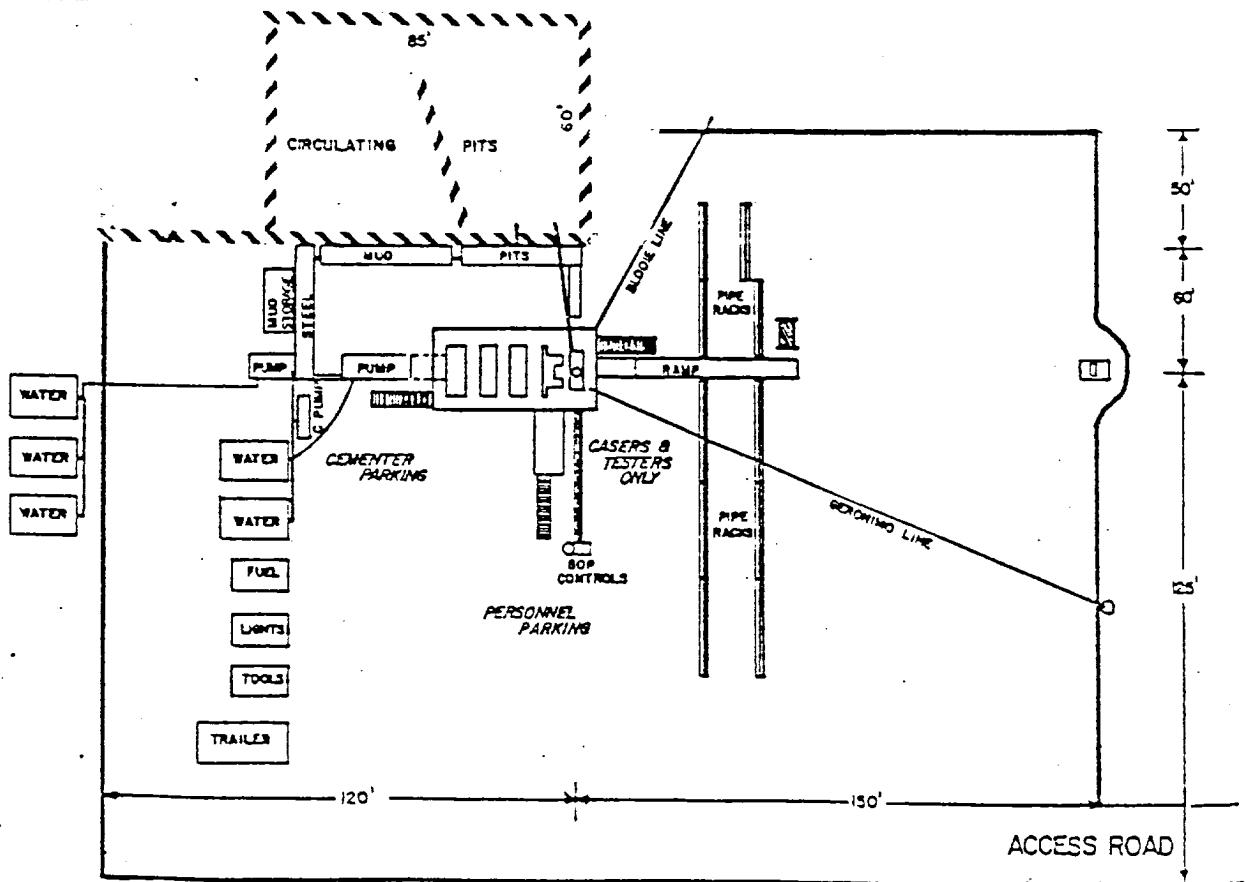 85'
60'
CIRCULATING PITS
50'
BLOOIE LINE
MUD PITS
MUD
STORAGE
STEEL
PIPE
RACKS
60'
PUMP
PUMP
RAMP
WATER
WATER
WATER
C PUMP
WATER
CEMENTER
PARKING
CASERS &
TESTERS
ONLY
WATER
PIPE
RACKS
GERONIMO LINE
FUEL
BOP
CONTROLS
125'
LIGHTS
PERSONNEL
PARKING
TOOLS
TRAILER
120'
150'
ACCESS ROAD